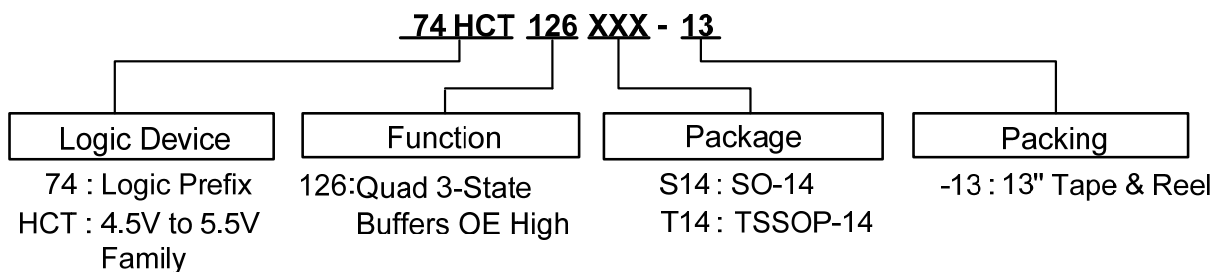 74 HCT 126 XXX - 13
Logic Device
74 : Logic Prefix
HCT : 4.5V to 5.5V
Family
Function
126:Quad 3-State
Buffers OE High
Package
S14 : SO-14
T14 : TSSOP-14
Packing
-13 : 13" Tape & Reel